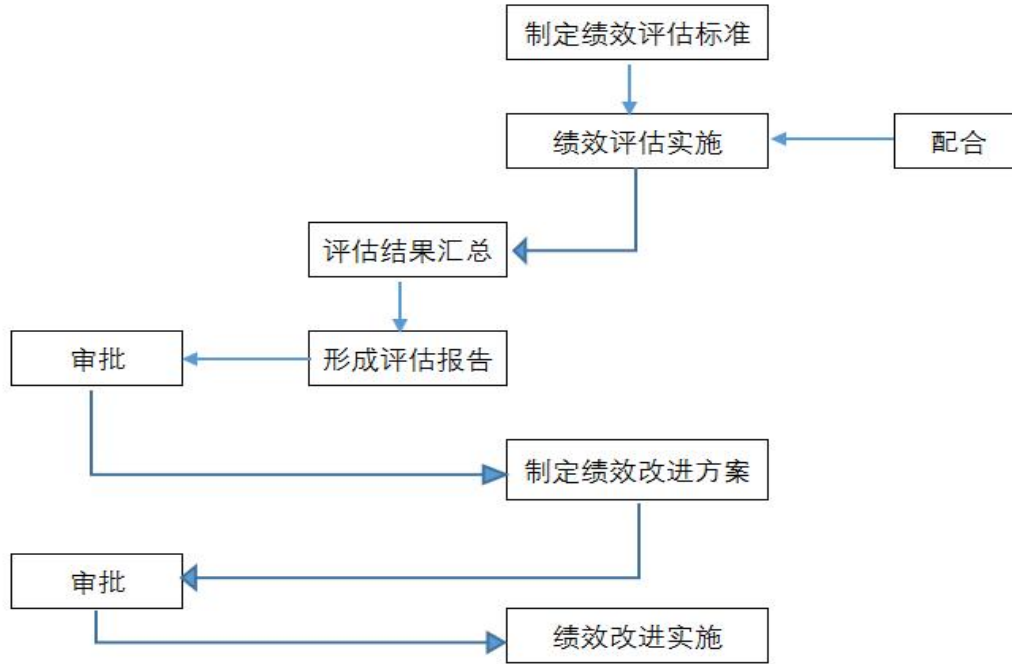 制定绩效评估标准
绩效评估实施
配合
评估结果汇总
审批
形成评估报告
制定绩效改进方案
审批
绩效改进实施